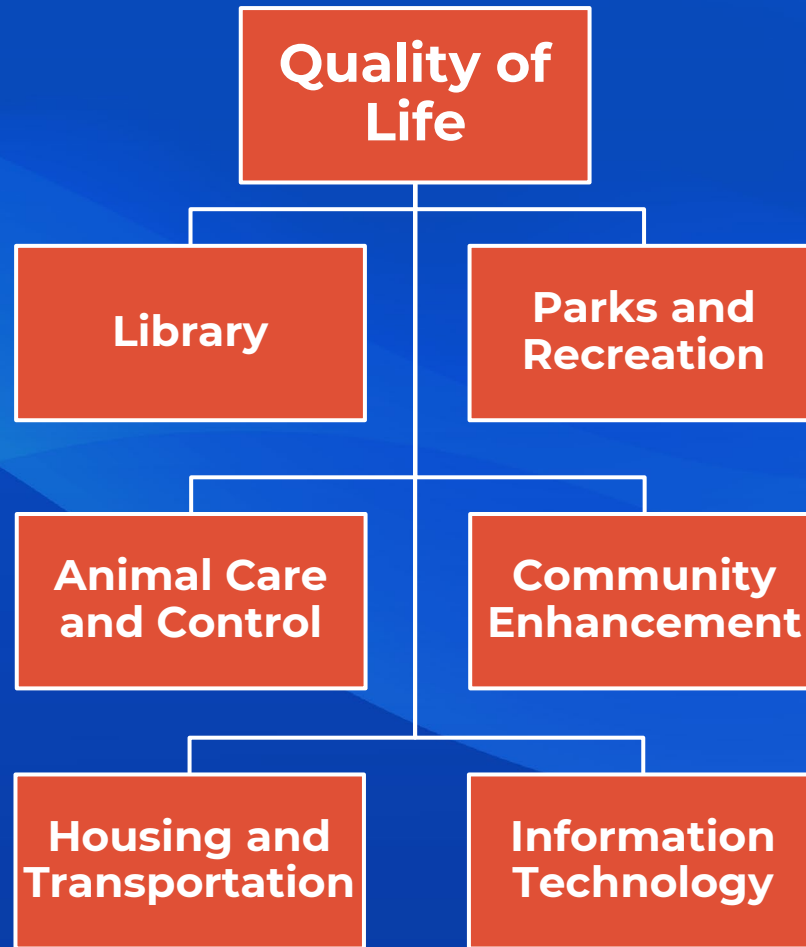 Quality of
Life
Library
Parks and
Recreation
Animal Care
and Control
Community
Enhancement
Housing and
Transportation
Information
Technology